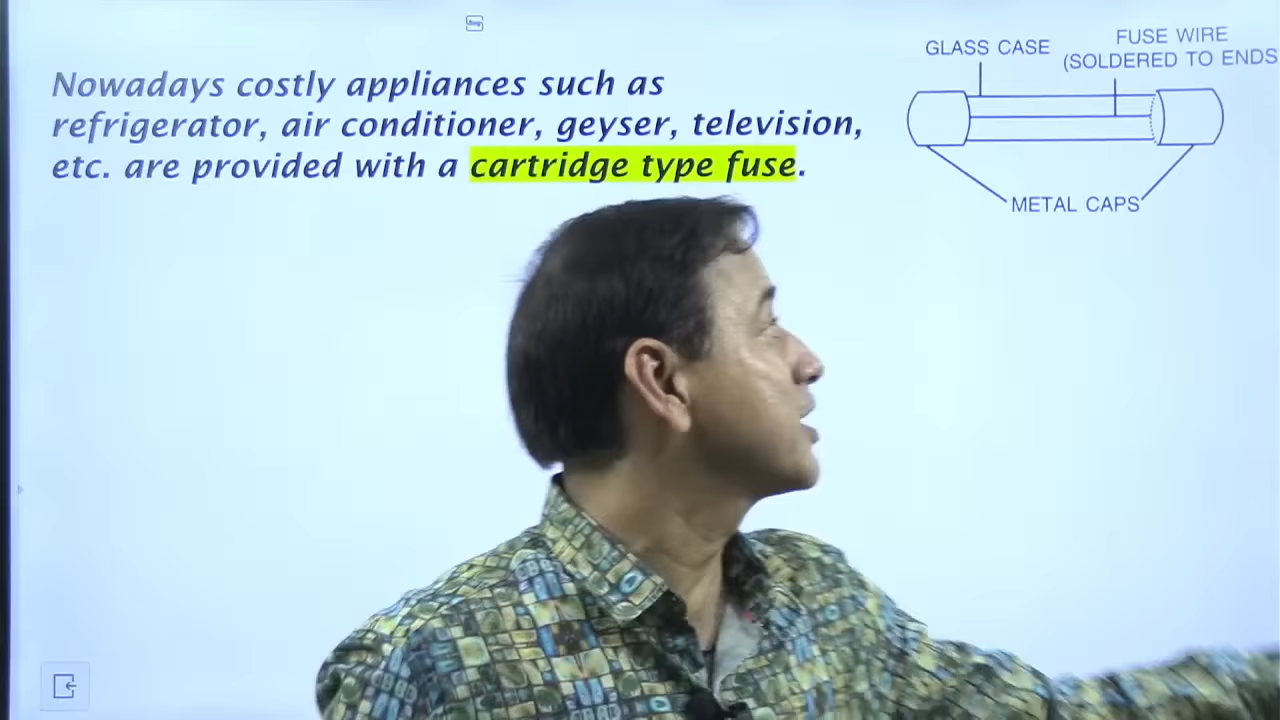 Nowadays costly appliances such as
refrigerator, air conditioner, geyser, television,
etc. are provided with a cartridge type fuse.
GLASS CASE
FUSE WIRE
(SOLDERED TO ENDS
METAL CAPS